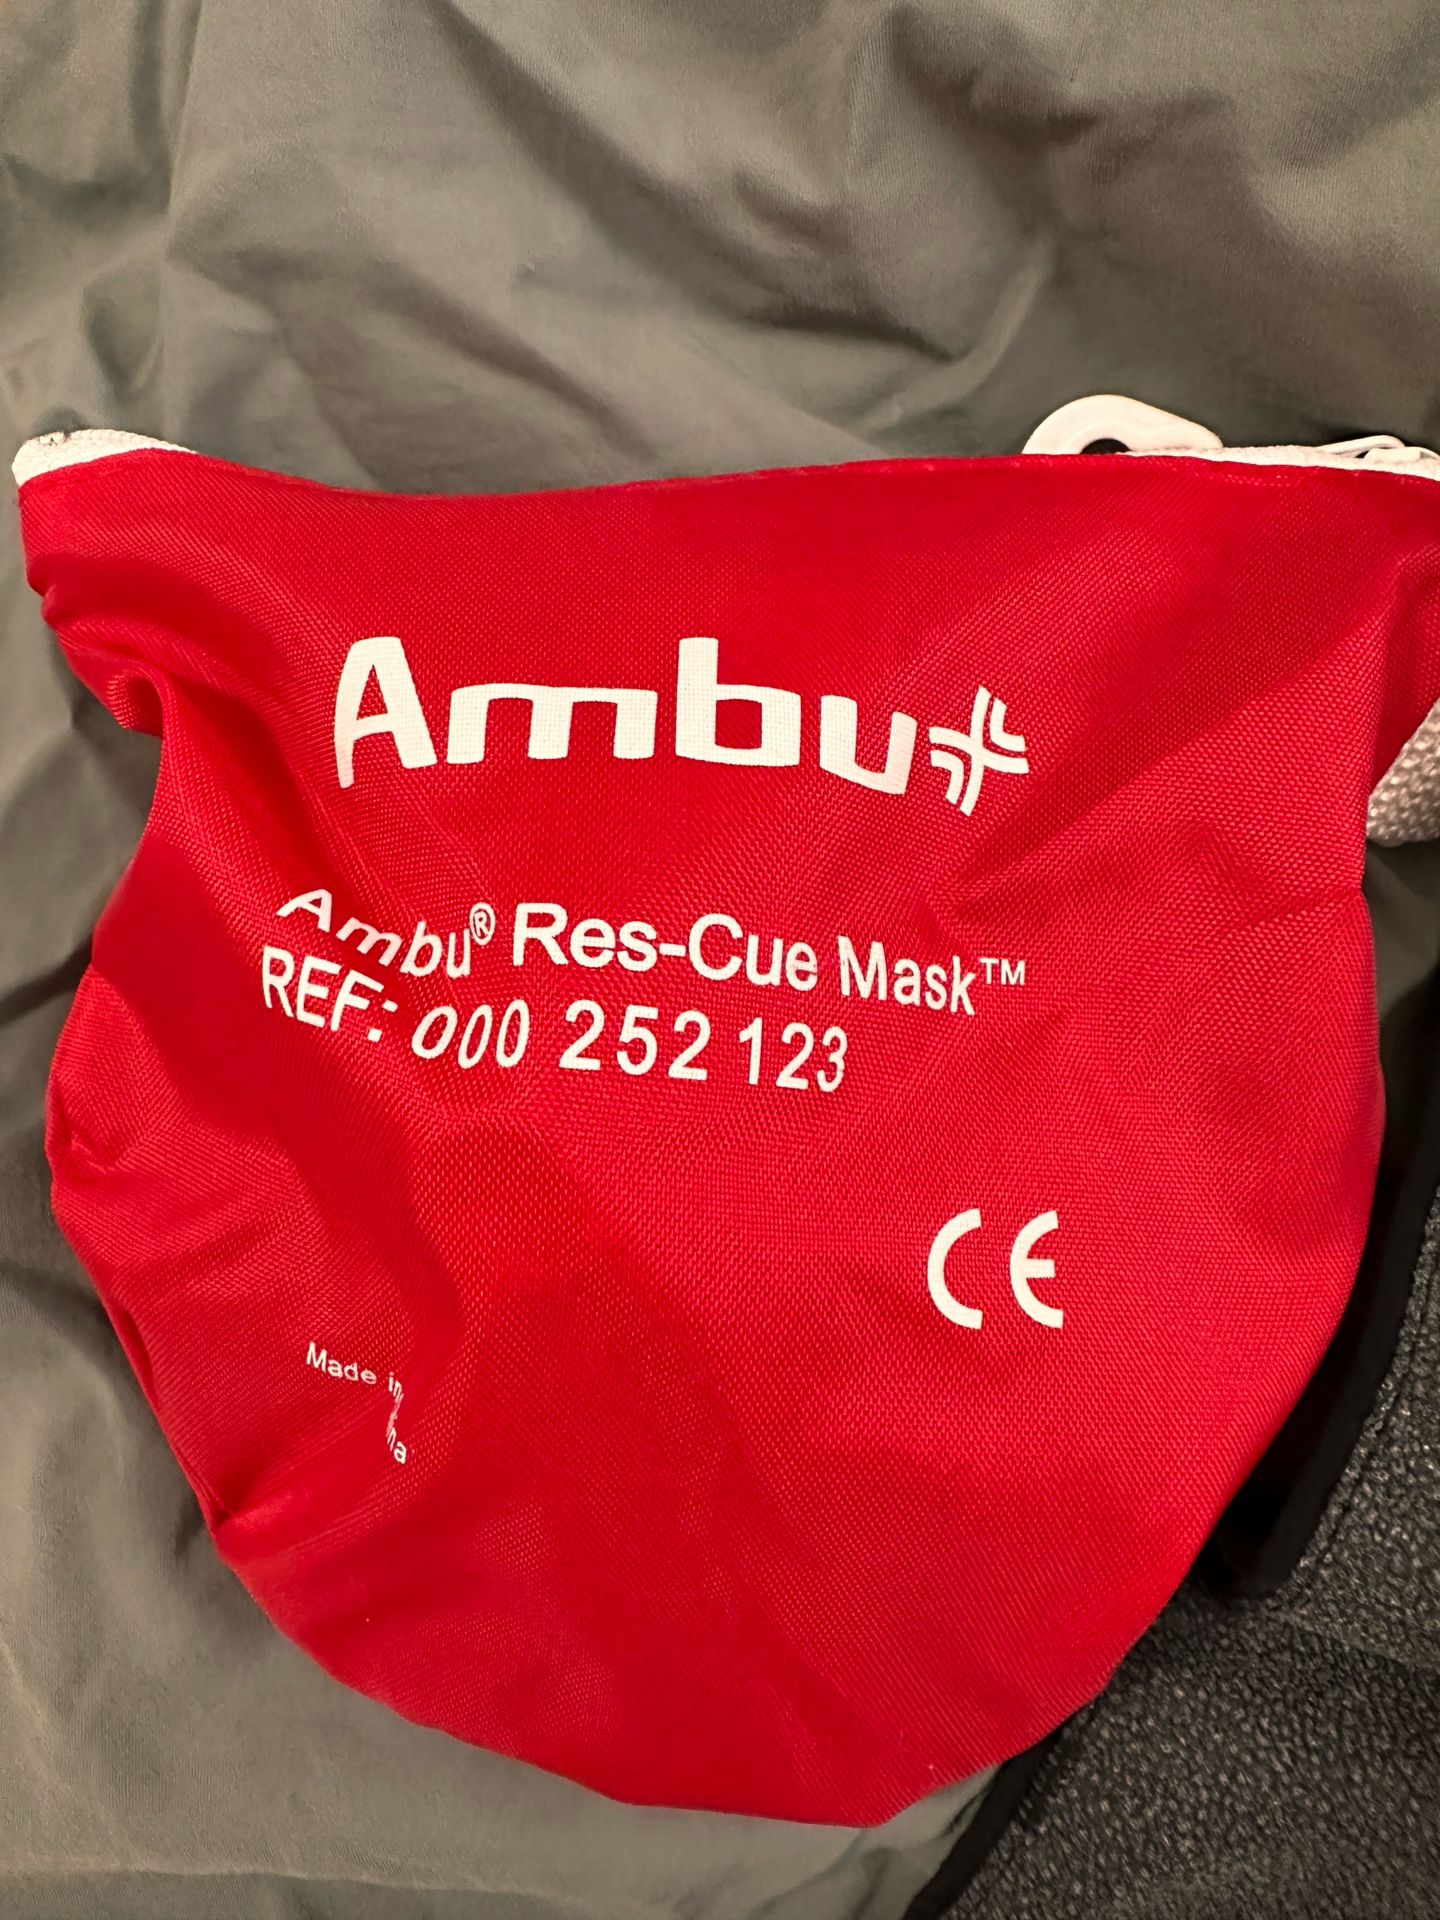 Ambu
Ambu® Res-Cue Mask™
REF: 000 252 123
CE
Made in